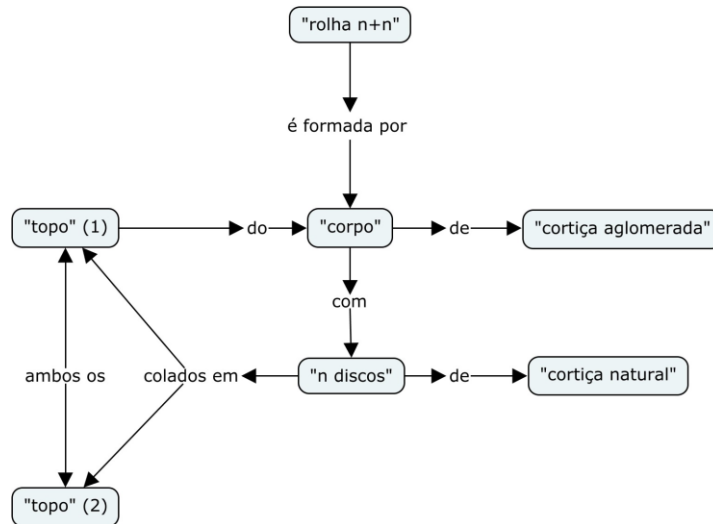 "rolha n+n"
é formada por
"topo" (1)
do
"corpo"
de
"cortiça aglomerada"
com
ambos os
colados em
"n discos"
de
"cortiça natural"
"topo" (2)